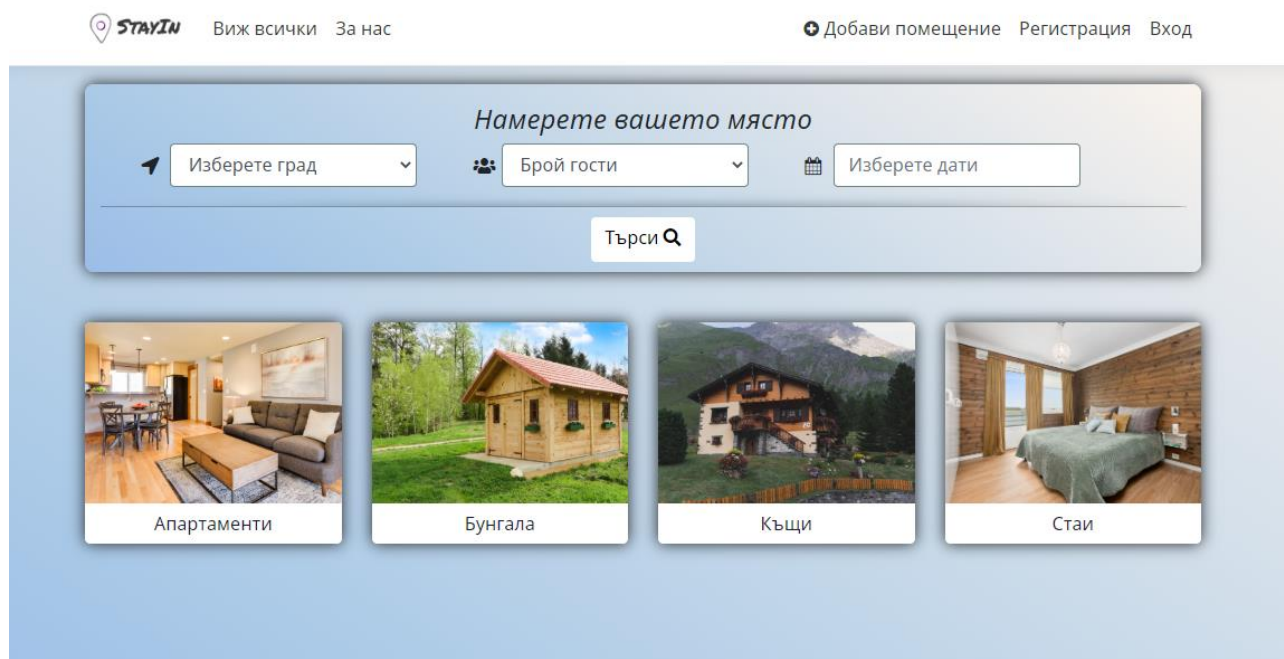 StayIn Виж всички За нас Добави помещение Регистрация Вход
Намерете вашето място
Изберете град Брой гости Изберете дати
Търси
Апартаменти Бунгала Къщи Стаи